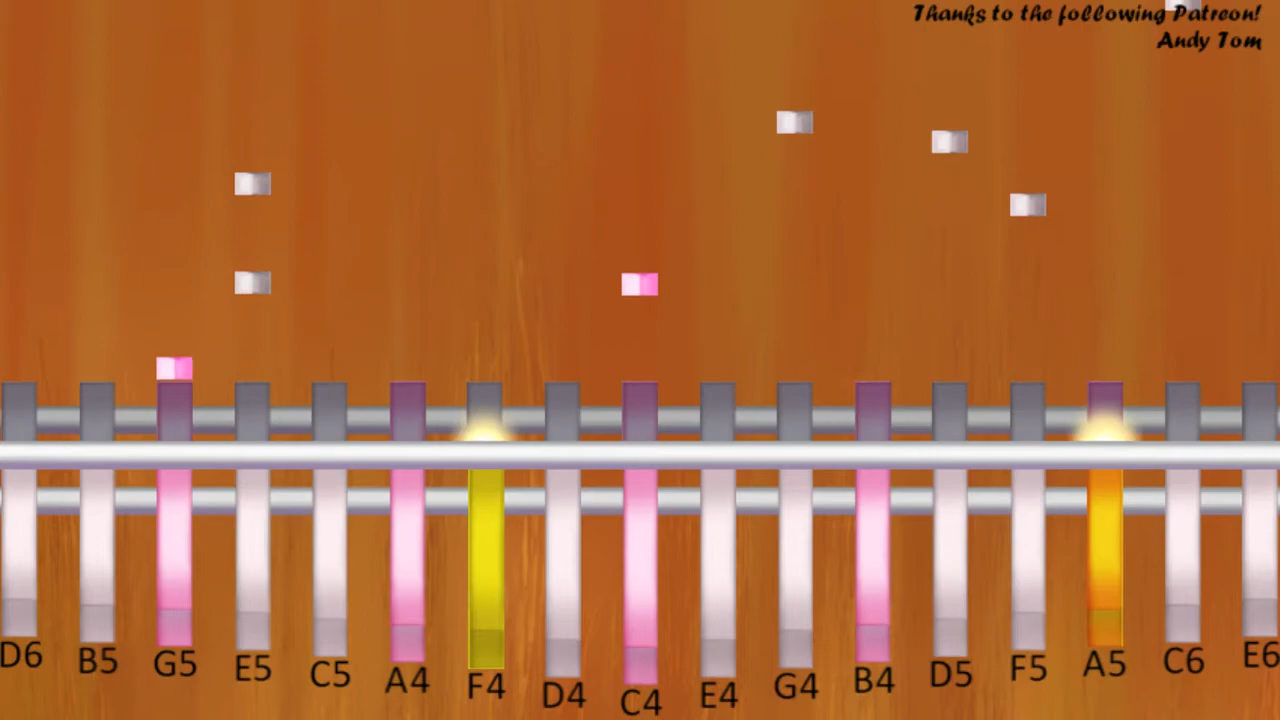 Thanks to the following Patreon!
Andy Tom
D6 B5 G5 E5 C5 A4 F4 D4 C4 E4 G4 B4 D5 F5 A5 C6 E6